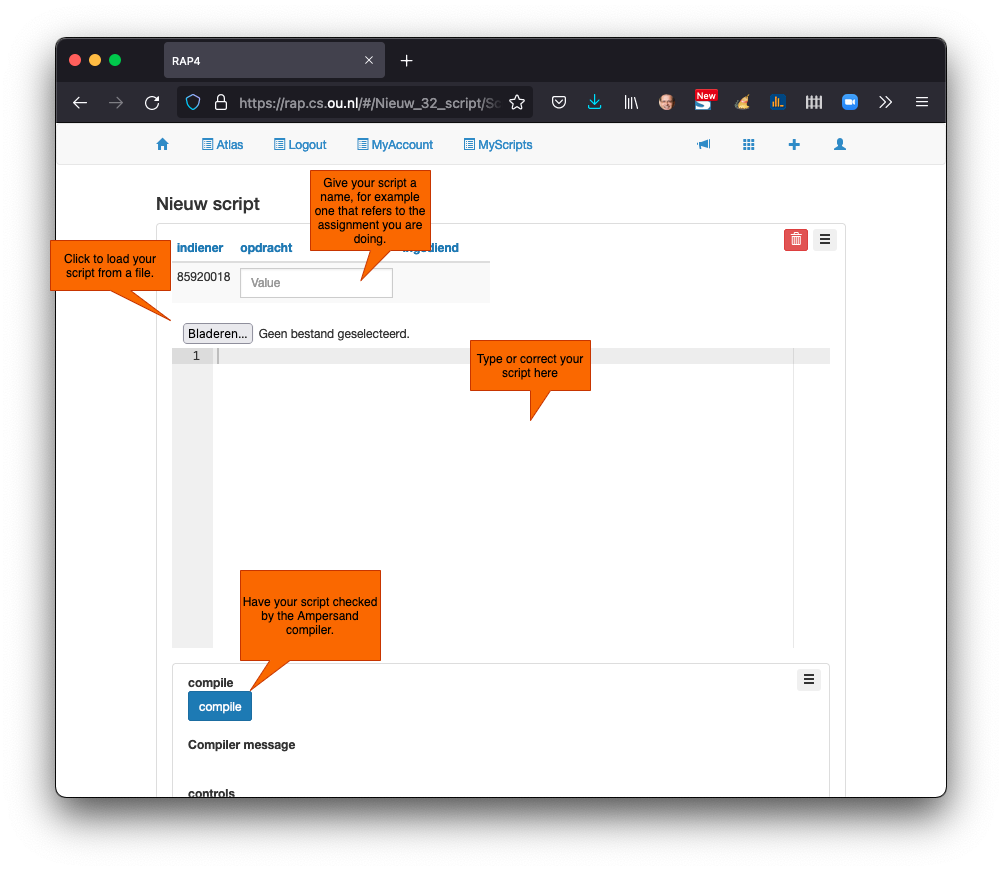 RAP4
https://rap.cs.ou.nl/#/Nieuw_32_script/Sc
New
Atlas
Logout
MyAccount
MyScripts
Nieuw script
Give your script a
name, for example
one that refers to the
assignment you are
doing.
Click to load your
script from a file.
indiener
opdracht
ingediend
85920018
Value
Bladeren...
Geen bestand geselecteerd.
1
Type or correct your
script here
Have your script checked
by the Ampersand
compiler.
compile
compile
Compiler message
controls